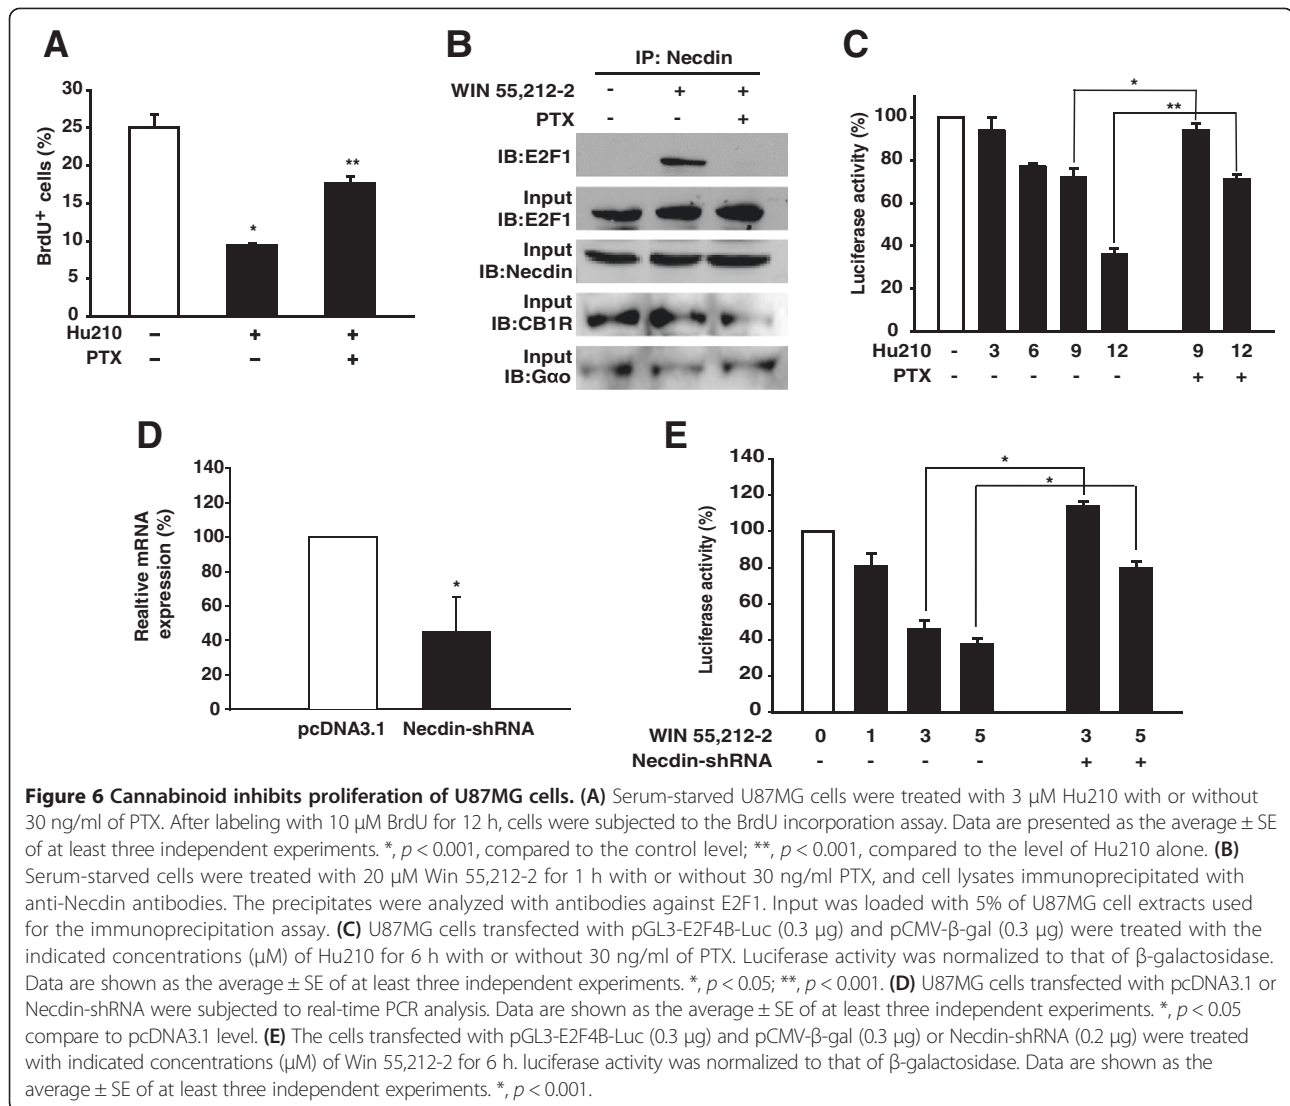 A
BrdU+ cells (%)
30
25
20
15
10
5
0
*
**
Hu210 – + +
PTX – – +
B
IP: Necdin
WIN 55,212-2 - + +
PTX - - +
IB:E2F1
Input
IB:E2F1
Input
IB:Necdin
Input
IB:CB1R
Input
IB:Gαo
C
Luciferase activity (%)
100
80
60
40
20
0
*
**
Hu210 - 3 6 9 12 9 12
PTX - - - - - + +
D
Realtive mRNA
expression (%)
140
120
100
80
60
40
20
0
*
pcDNA3.1 Necdin-shRNA
E
Luciferase activity (%)
140
120
100
80
60
40
20
0
*
*
WIN 55,212-2 0 1 3 5 3 5
Necdin-shRNA - - - - + +
Figure 6 Cannabinoid inhibits proliferation of U87MG cells. (A) Serum-starved U87MG cells were treated with 3 μM Hu210 with or without
30 ng/ml of PTX. After labeling with 10 μM BrdU for 12 h, cells were subjected to the BrdU incorporation assay. Data are presented as the average ± SE
of at least three independent experiments. *, p < 0.001, compared to the control level; **, p < 0.001, compared to the level of Hu210 alone. (B)
Serum-starved cells were treated with 20 μM Win 55,212-2 for 1 h with or without 30 ng/ml PTX, and cell lysates immunoprecipitated with
anti-Necdin antibodies. The precipitates were analyzed with antibodies against E2F1. Input was loaded with 5% of U87MG cell extracts used
for the immunoprecipitation assay. (C) U87MG cells transfected with pGL3-E2F4B-Luc (0.3 μg) and pCMV-β-gal (0.3 μg) were treated with the
indicated concentrations (μM) of Hu210 for 6 h with or without 30 ng/ml of PTX. Luciferase activity was normalized to that of β-galactosidase.
Data are shown as the average ± SE of at least three independent experiments. *, p < 0.05; **, p < 0.001. (D) U87MG cells transfected with pcDNA3.1 or
Necdin-shRNA were subjected to real-time PCR analysis. Data are shown as the average ± SE of at least three independent experiments. *, p < 0.05
compare to pcDNA3.1 level. (E) The cells transfected with pGL3-E2F4B-Luc (0.3 μg) and pCMV-β-gal (0.3 μg) or Necdin-shRNA (0.2 μg) were treated
with indicated concentrations (μM) of Win 55,212-2 for 6 h. luciferase activity was normalized to that of β-galactosidase. Data are shown as the
average ± SE of at least three independent experiments. *, p < 0.001.